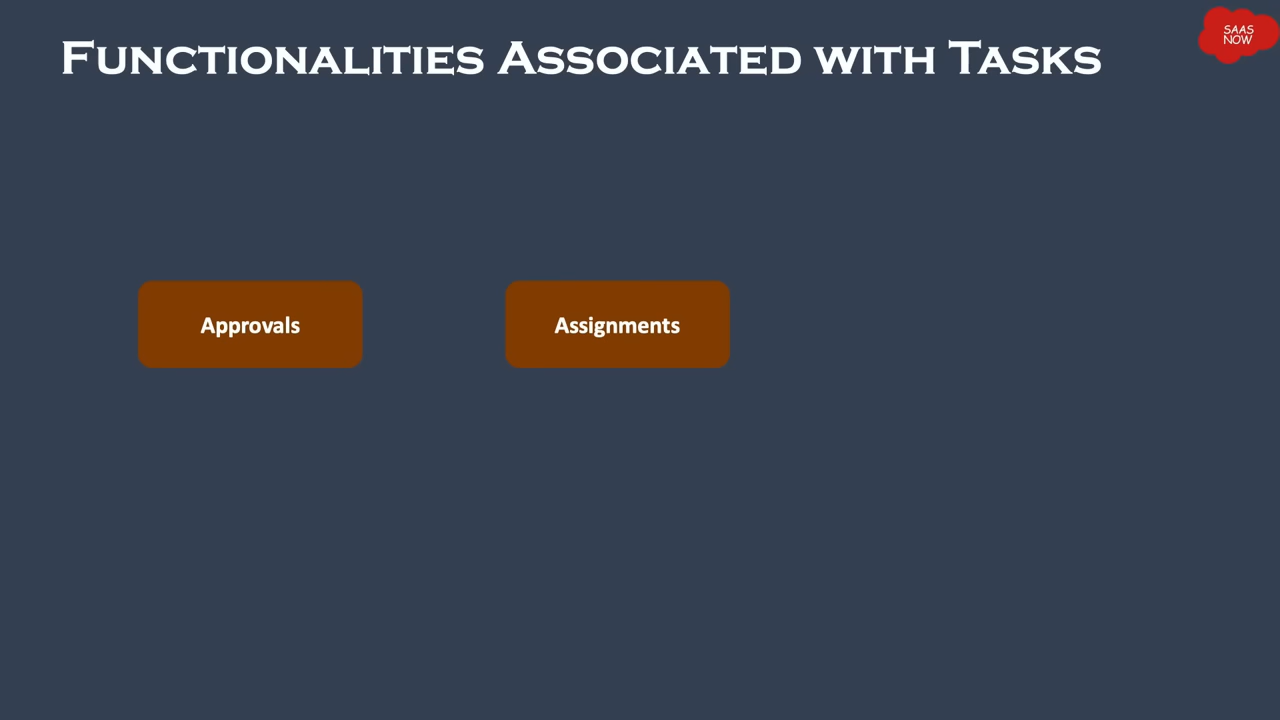 Functionalities Associated with Tasks
SAAS
NOW
Approvals
Assignments